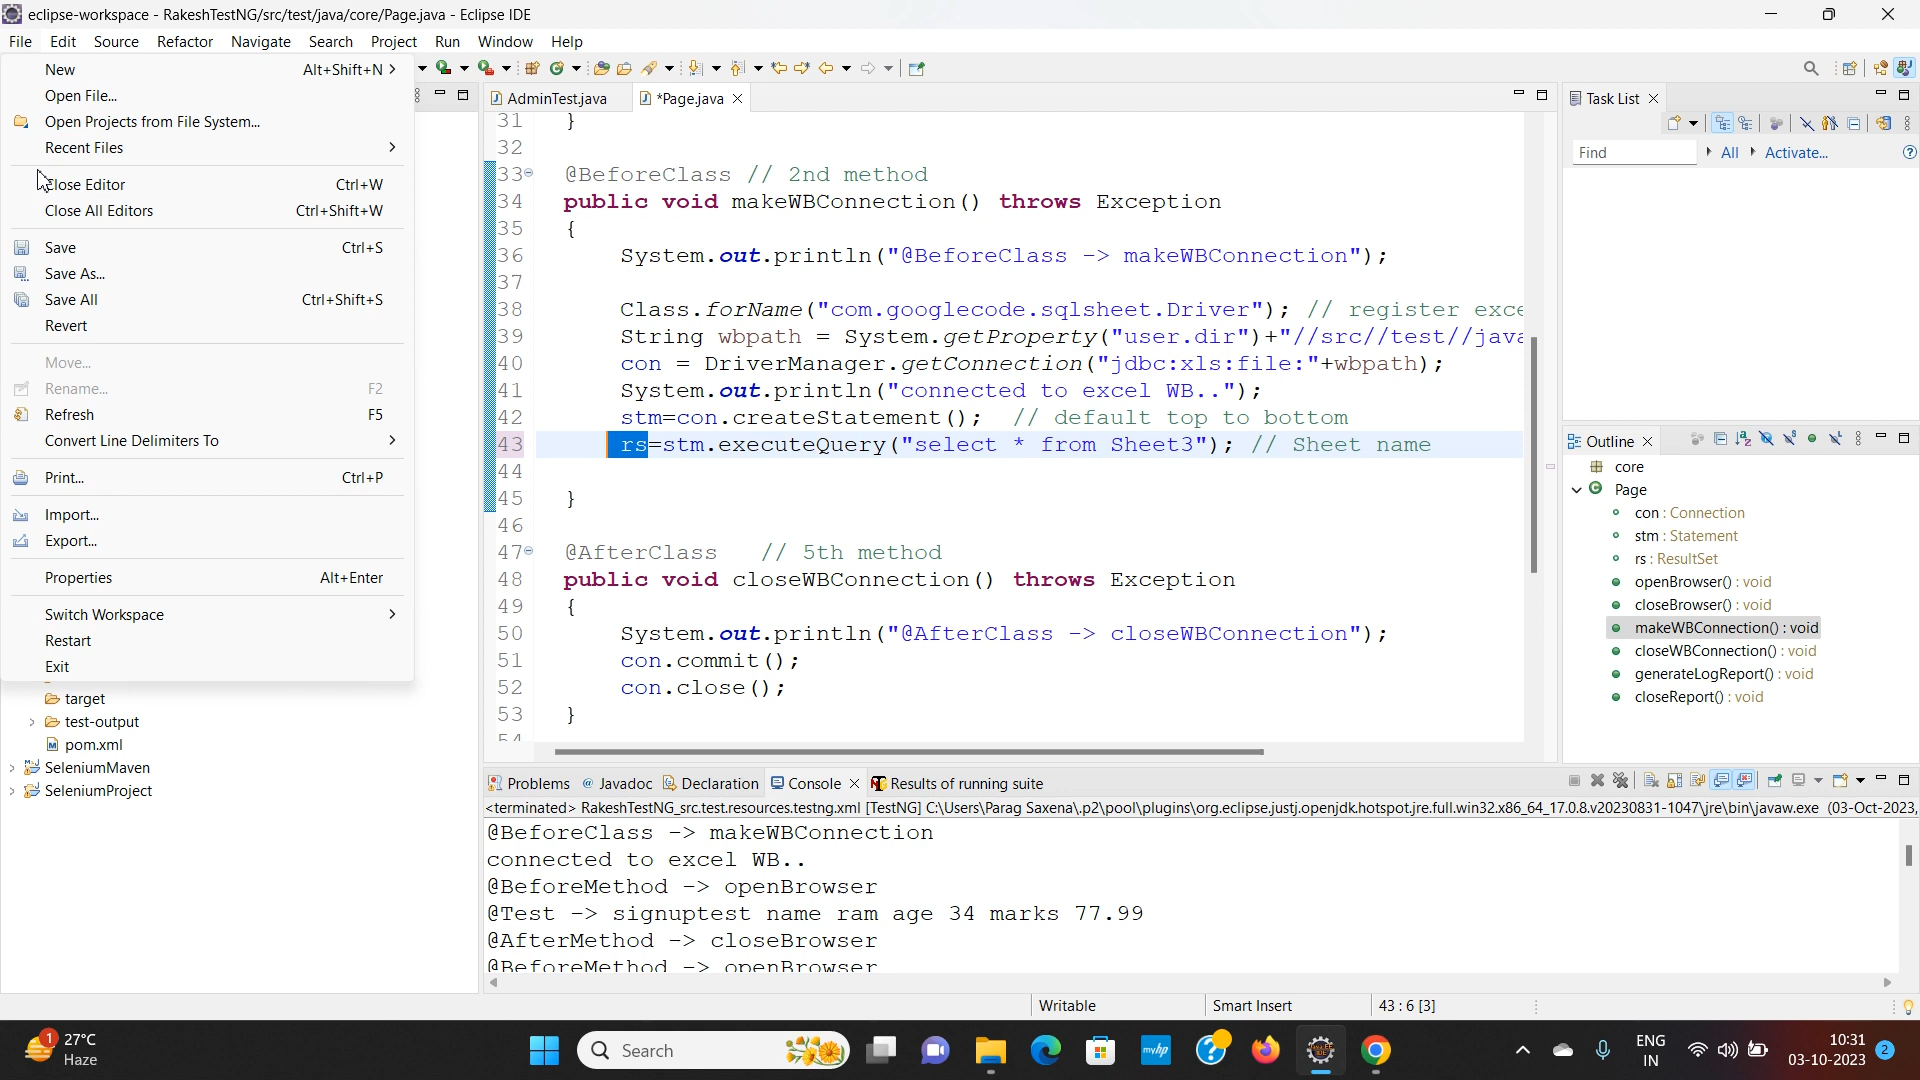 eclipse-workspace - RakeshTestNG/src/test/java/core/Page.java - Eclipse IDE
File Edit Source Refactor Navigate Search Project Run Window Help
New Alt+Shift+N
Open File...
Open Projects from File System...
Recent Files
Close Editor Ctrl+W
Close All Editors Ctrl+Shift+W
Save Ctrl+S
Save As...
Save All Ctrl+Shift+S
Revert
Move...
Rename... F2
Refresh F5
Convert Line Delimiters To
Print... Ctrl+P
Import...
Export...
Properties Alt+Enter
Switch Workspace
Restart
Exit
target
test-output
pom.xml
SeleniumMaven
SeleniumProject
AdminTest.java *Page.java
31 }
32
33 @BeforeClass // 2nd method
34 public void makeWBConnection() throws Exception
35 {
36 System.out.println("@BeforeClass -> makeWBConnection");
37
38 Class.forName("com.googlecode.sqlsheet.Driver"); // register exce
39 String wbpath = System.getProperty("user.dir")+"//src//test//java
40 con = DriverManager.getConnection("jdbc:xls:file:"+wbpath);
41 System.out.println("connected to excel WB..");
42 stm=con.createStatement(); // default top to bottom
43 rs=stm.executeQuery("select * from Sheet3"); // Sheet name
44
45 }
46
47 @AfterClass // 5th method
48 public void closeWBConnection() throws Exception
49 {
50 System.out.println("@AfterClass -> closeWBConnection");
51 con.commit();
52 con.close();
53 }
54
Task List
Find All Activate...
Outline
core
Page
con : Connection
stm : Statement
rs : ResultSet
openBrowser() : void
closeBrowser() : void
makeWBConnection() : void
closeWBConnection() : void
generateLogReport() : void
closeReport() : void
Problems Javadoc Declaration Console Results of running suite
<terminated> RakeshTestNG_src.test.resources.testng.xml [TestNG] C:\Users\Parag Saxena\.p2\pool\plugins\org.eclipse.justj.openjdk.hotspot.jre.full.win32.x86_64_17.0.8.v20230831-1047\jre\bin\javaw.exe (03-Oct-2023,
@BeforeClass -> makeWBConnection
connected to excel WB..
@BeforeMethod -> openBrowser
@Test -> signuptest name ram age 34 marks 77.99
@AfterMethod -> closeBrowser
@BeforeMethod -> openBrowser
Writable Smart Insert 43 : 6 [3]
1 27°C
Haze
Search
myhp
ENG
IN
10:31
03-10-2023
2